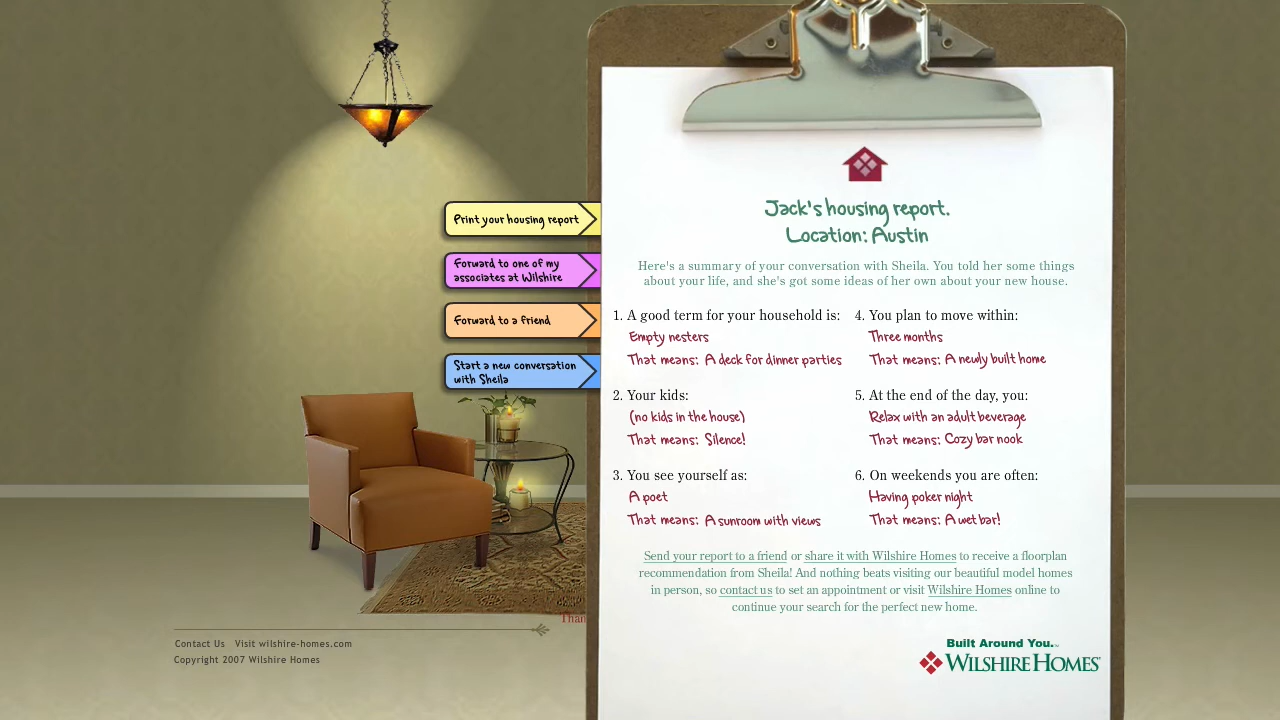 Jack's housing report.
Location: Austin
Here's a summary of your conversation with Sheila. You told her some things
about your life, and she's got some ideas of her own about your new house.
Print your housing report
Forward to one of my
associates at Wilshire
Forward to a friend
Start a new conversation
with Sheila
1. A good term for your household is:
Empty nesters
That means: A deck for dinner parties
2. Your kids:
(no kids in the house)
That means: Silence!
3. You see yourself as:
A poet
That means: A sunroom with views
4. You plan to move within:
Three months
That means: A newly built home
5. At the end of the day, you:
Relax with an adult beverage
That means: Cozy bar nook
6. On weekends you are often:
Having poker night
That means: A wet bar!
Send your report to a friend or share it with Wilshire Homes to receive a floorplan
recommendation from Sheila! And nothing beats visiting our beautiful model homes
in person, so contact us to set an appointment or visit Wilshire Homes online to
continue your search for the perfect new home.
Than
Contact Us Visit wilshire-homes.com
Copyright 2007 Wilshire Homes
Built Around You.™
WILSHIRE HOMES